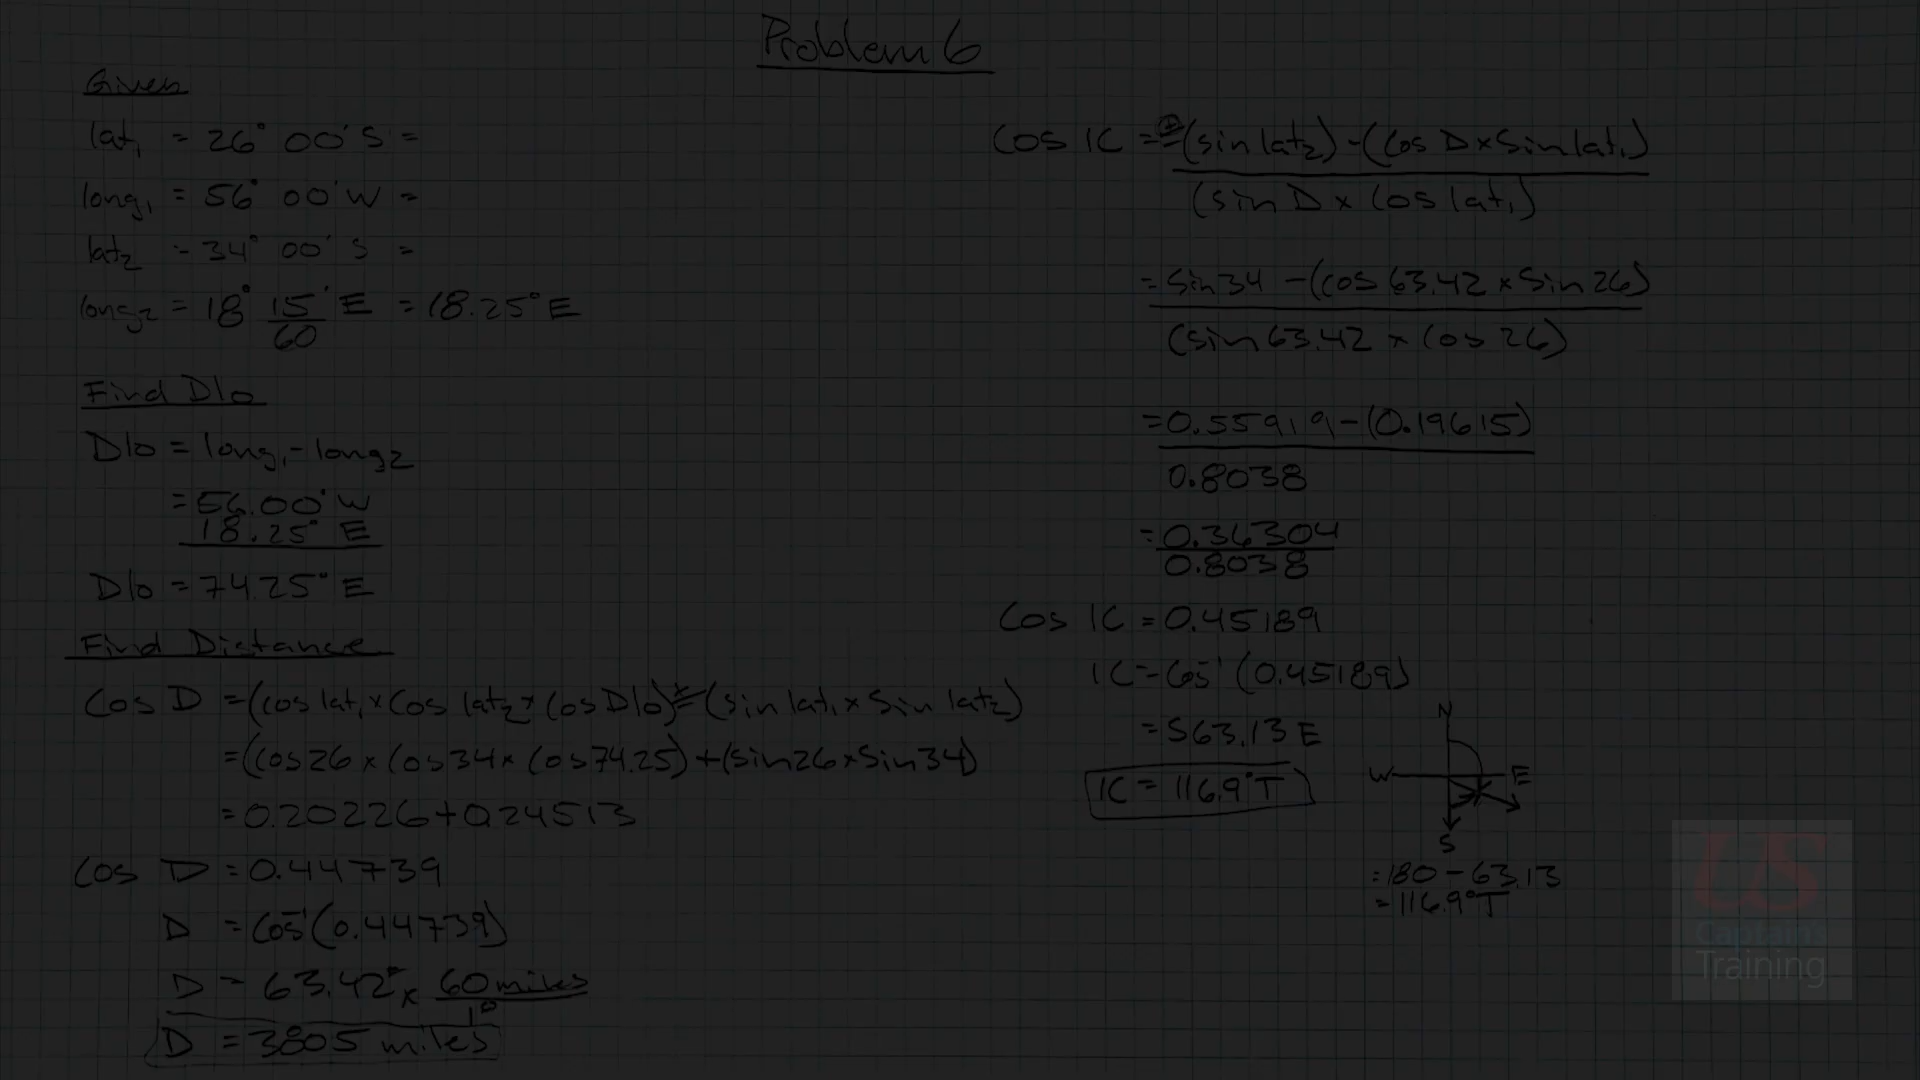 Problem 6
Given
lat₁ = 26° 00' S =
long₁ = 56° 00' W =
lat₂ = 34° 00' S =
long₂ = 18° 15'/60 E = 18.25° E
Find Dlo
Dlo = long₁ - long₂
= 56.00° W
18.25° E
Dlo = 74.25° E
Find Distance
Cos D = (cos lat₁ x Cos lat₂ x Cos Dlo) ± (sin lat₁ x Sin lat₂)
= (Cos 26 x Cos 34 x Cos 74.25) + (sin 26 x Sin 34)
= 0.20226 + 0.24513
Cos D = 0.44739
D = Cos⁻¹ (0.44739)
D = 63.42° x 60 miles / 1°
D = 3805 miles
Cos IC = (sin lat₂) - (Cos D x Sin lat₁)
(sin D x Cos lat₁)
= Sin 34 - (cos 63.42 x Sin 26)
(sin 63.42 x Cos 26)
= 0.55919 - (0.19615)
0.8038
= 0.36304
0.8038
Cos IC = 0.45189
IC = Cos⁻¹ (0.45189)
= S63.13 E
IC = 116.9° T
N
W E
S
= 180 - 63.13
= 116.9° T
US
Captain's
Training